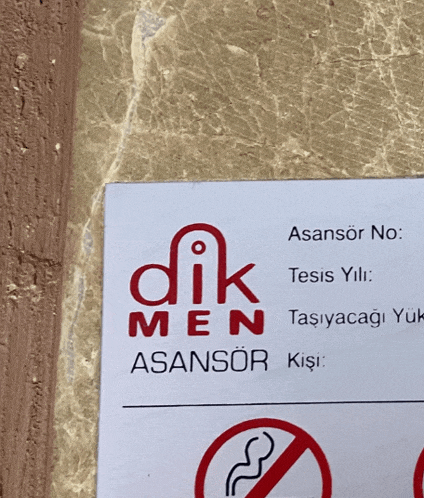 dik
MEN
ASANSÖR
Asansör No:
Tesis Yılı:
Taşıyacağı Yük
Kişi: